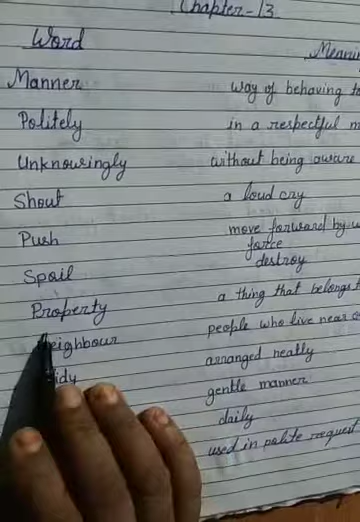 Chapter-13
Word
Manner way of behaving
Politely in a respectful
Unknowingly without being aware
Shout a loud cry
Push move forward by
force
Spoil destroy
Property a thing that belongs
neighbour people who live near
Tidy arranged neatly
gentle manner
daily
used in polite request